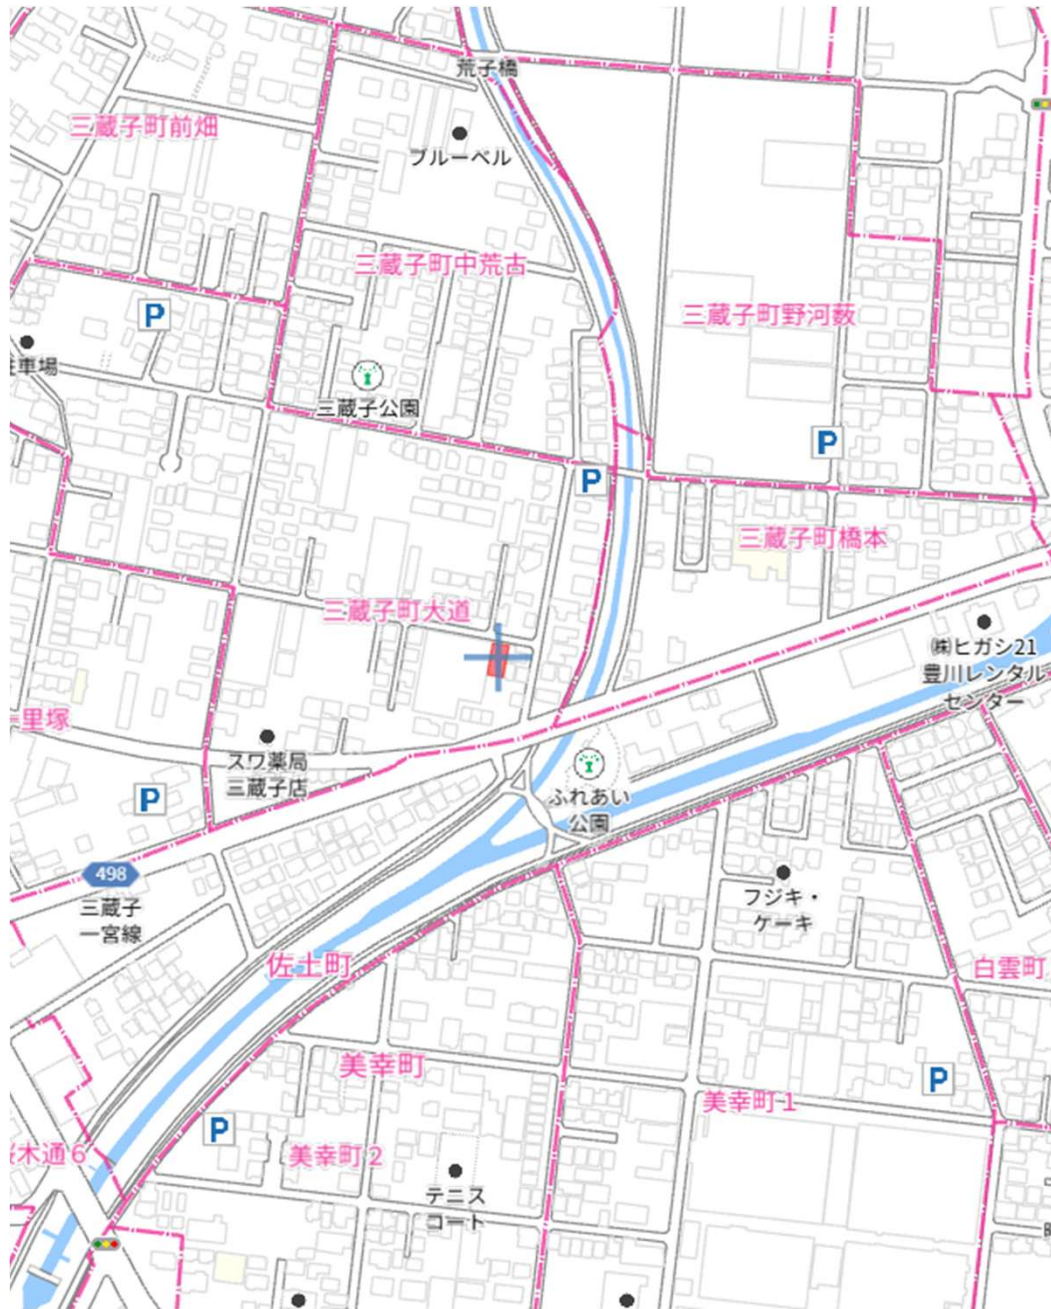 荒子橋
三蔵子町前畑
ブルーベル
三蔵子町中荒古
P
三蔵子町野河薮
車場
三蔵子公園
P
P
三蔵子町橋本
三蔵子町大道
㈱ヒガシ21
豊川レンタル
センター
一里塚
スワ薬局
三蔵子店
P
ふれあい
公園
498
三蔵子
一宮線
フジキ・
ケーキ
佐土町
白雲町
美幸町
P
美幸町1
P
木通6
美幸町2
テニス
コート